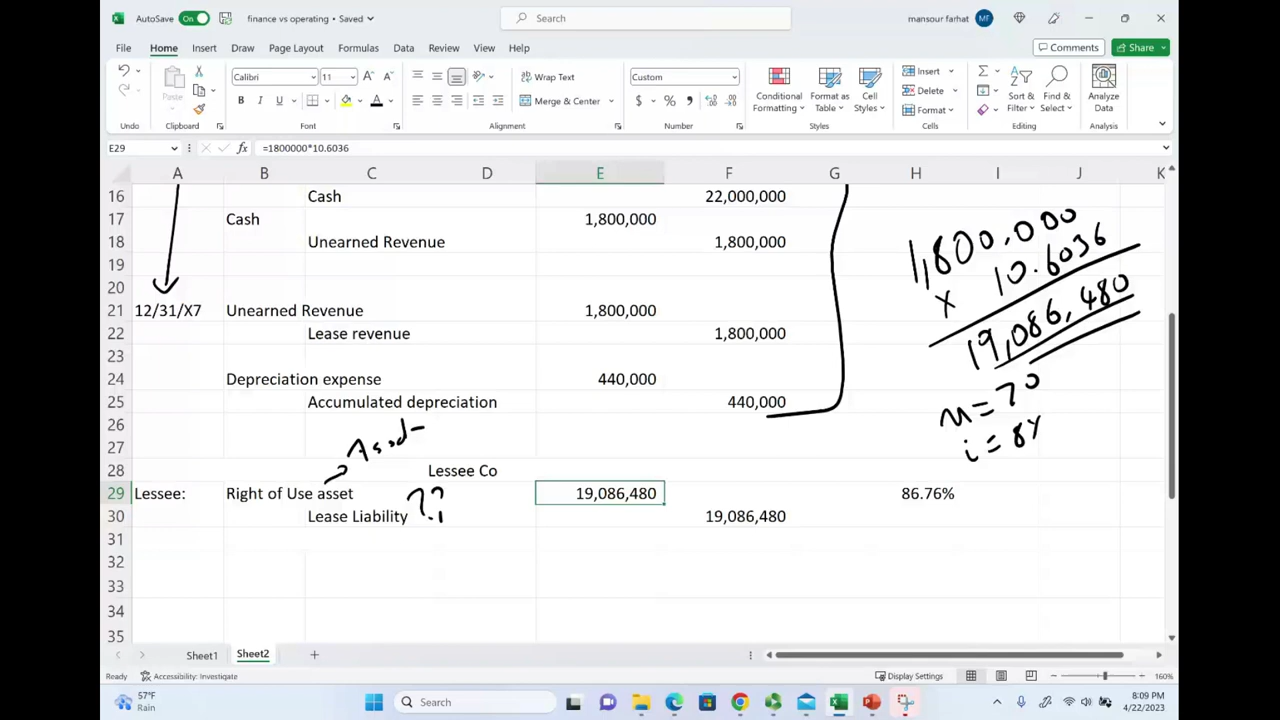 AutoSave On finance vs operating • Saved Search mansour farhat MF
File Home Insert Draw Page Layout Formulas Data Review View Help Comments Share
Calibri 11 Wrap Text Custom Insert
Paste Merge & Center Conditional Formatting Format as Table Cell Styles Delete Sort & Filter Find & Select Analyze Data
Format
Undo Clipboard Font Alignment Number Styles Cells Editing Analysis
E29 fx =1800000*10.6036
A B C D E F G H I J K
16 Cash 22,000,000
17 Cash 1,800,000
18 Unearned Revenue 1,800,000
19
20
21 12/31/X7 Unearned Revenue 1,800,000
22 Lease revenue 1,800,000
23
24 Depreciation expense 440,000
25 Accumulated depreciation 440,000
26
27
28 Lessee Co
29 Lessee: Right of Use asset 19,086,480 86.76%
30 Lease Liability 19,086,480
31
32
33
34
35
1,800,000
x 10.6036
19,086,480
i = 8%
Asset
??
Sheet1 Sheet2 +
Ready Accessibility: Investigate Display Settings 160%
57°F
Rain
Search
8:09 PM
4/22/2023